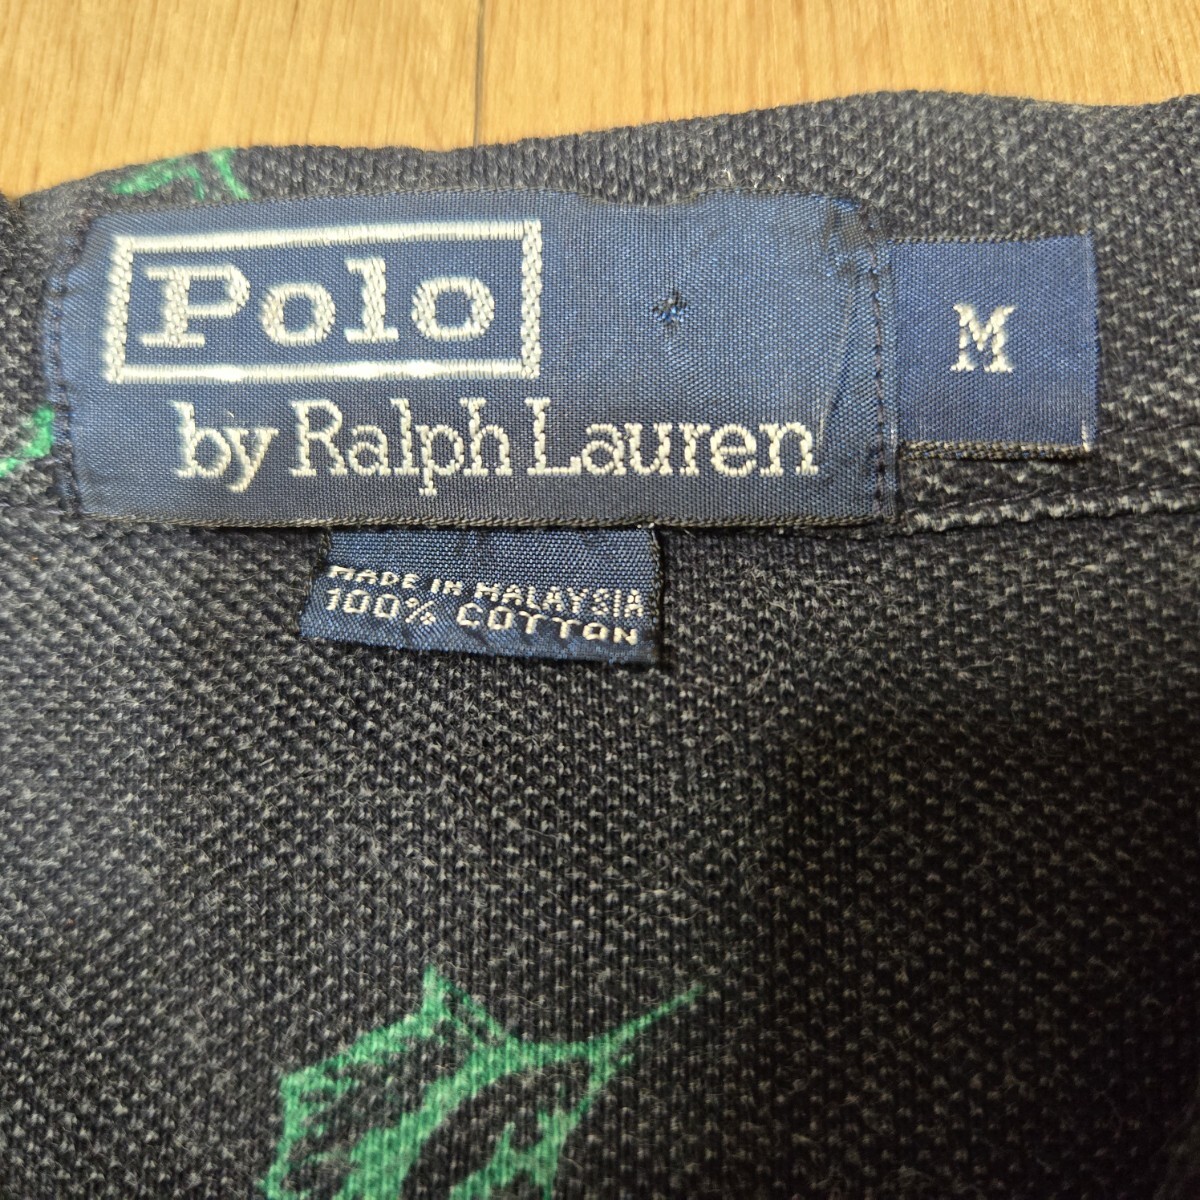 Polo
by Ralph Lauren
M
MADE IN MALAYSIA
100% COTTON